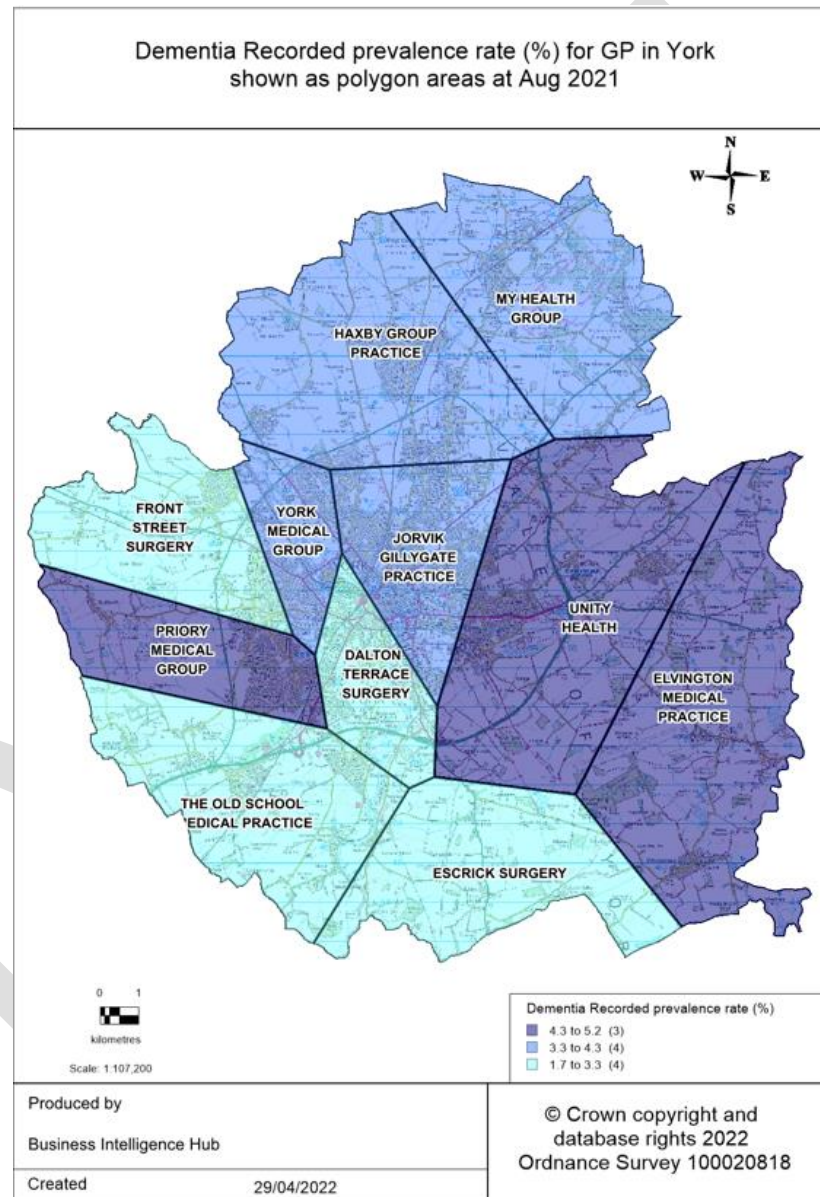 Dementia Recorded prevalence rate (%) for GP in York
shown as polygon areas at Aug 2021
N
W E
S
MY HEALTH
GROUP
HAXBY GROUP
PRACTICE
FRONT
STREET
SURGERY
YORK
MEDICAL
GROUP
JORVIK
GILLYGATE
PRACTICE
UNITY
HEALTH
PRIORY
MEDICAL
GROUP
DALTON
TERRACE
SURGERY
ELVINGTON
MEDICAL
PRACTICE
THE OLD SCHOOL
EDICAL PRACTICE
ESCRICK SURGERY
0 1
kilometres
Scale: 1:107,200
Dementia Recorded prevalence rate (%)
4.3 to 5.2 (3)
3.3 to 4.3 (4)
1.7 to 3.3 (4)
Produced by
Business Intelligence Hub
Created 29/04/2022
© Crown copyright and
database rights 2022
Ordnance Survey 100020818